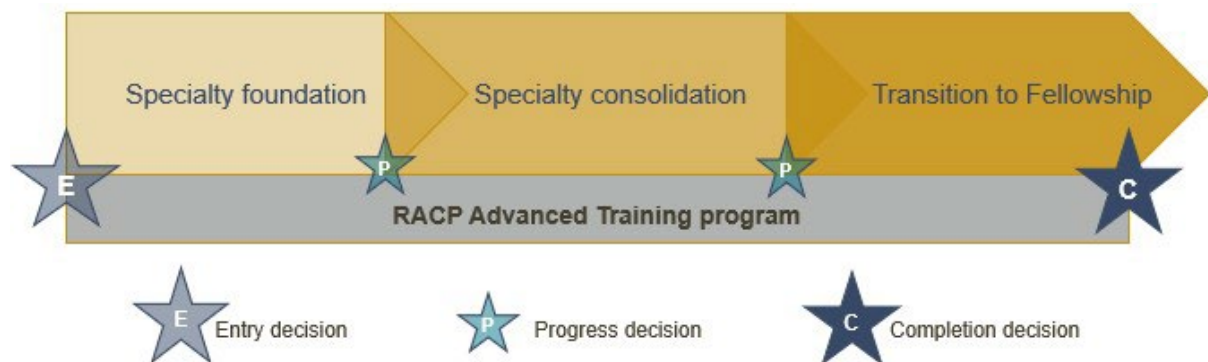 Specialty foundation
Specialty consolidation
Transition to Fellowship
E
P
P
C
RACP Advanced Training program
E Entry decision
P Progress decision
C Completion decision